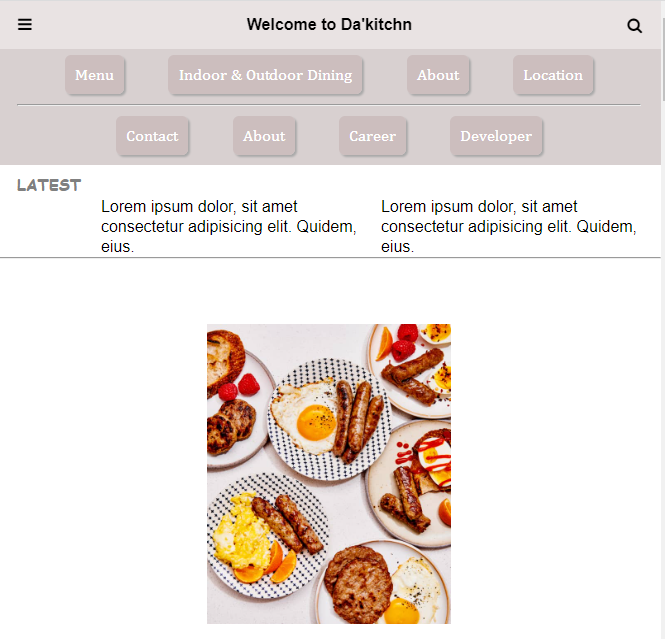 Welcome to Da'kitchn
Menu
Indoor & Outdoor Dining
About
Location
Contact
About
Career
Developer
LATEST
Lorem ipsum dolor, sit amet
consectetur adipisicing elit. Quidem,
eius.
Lorem ipsum dolor, sit amet
consectetur adipisicing elit. Quidem,
eius.